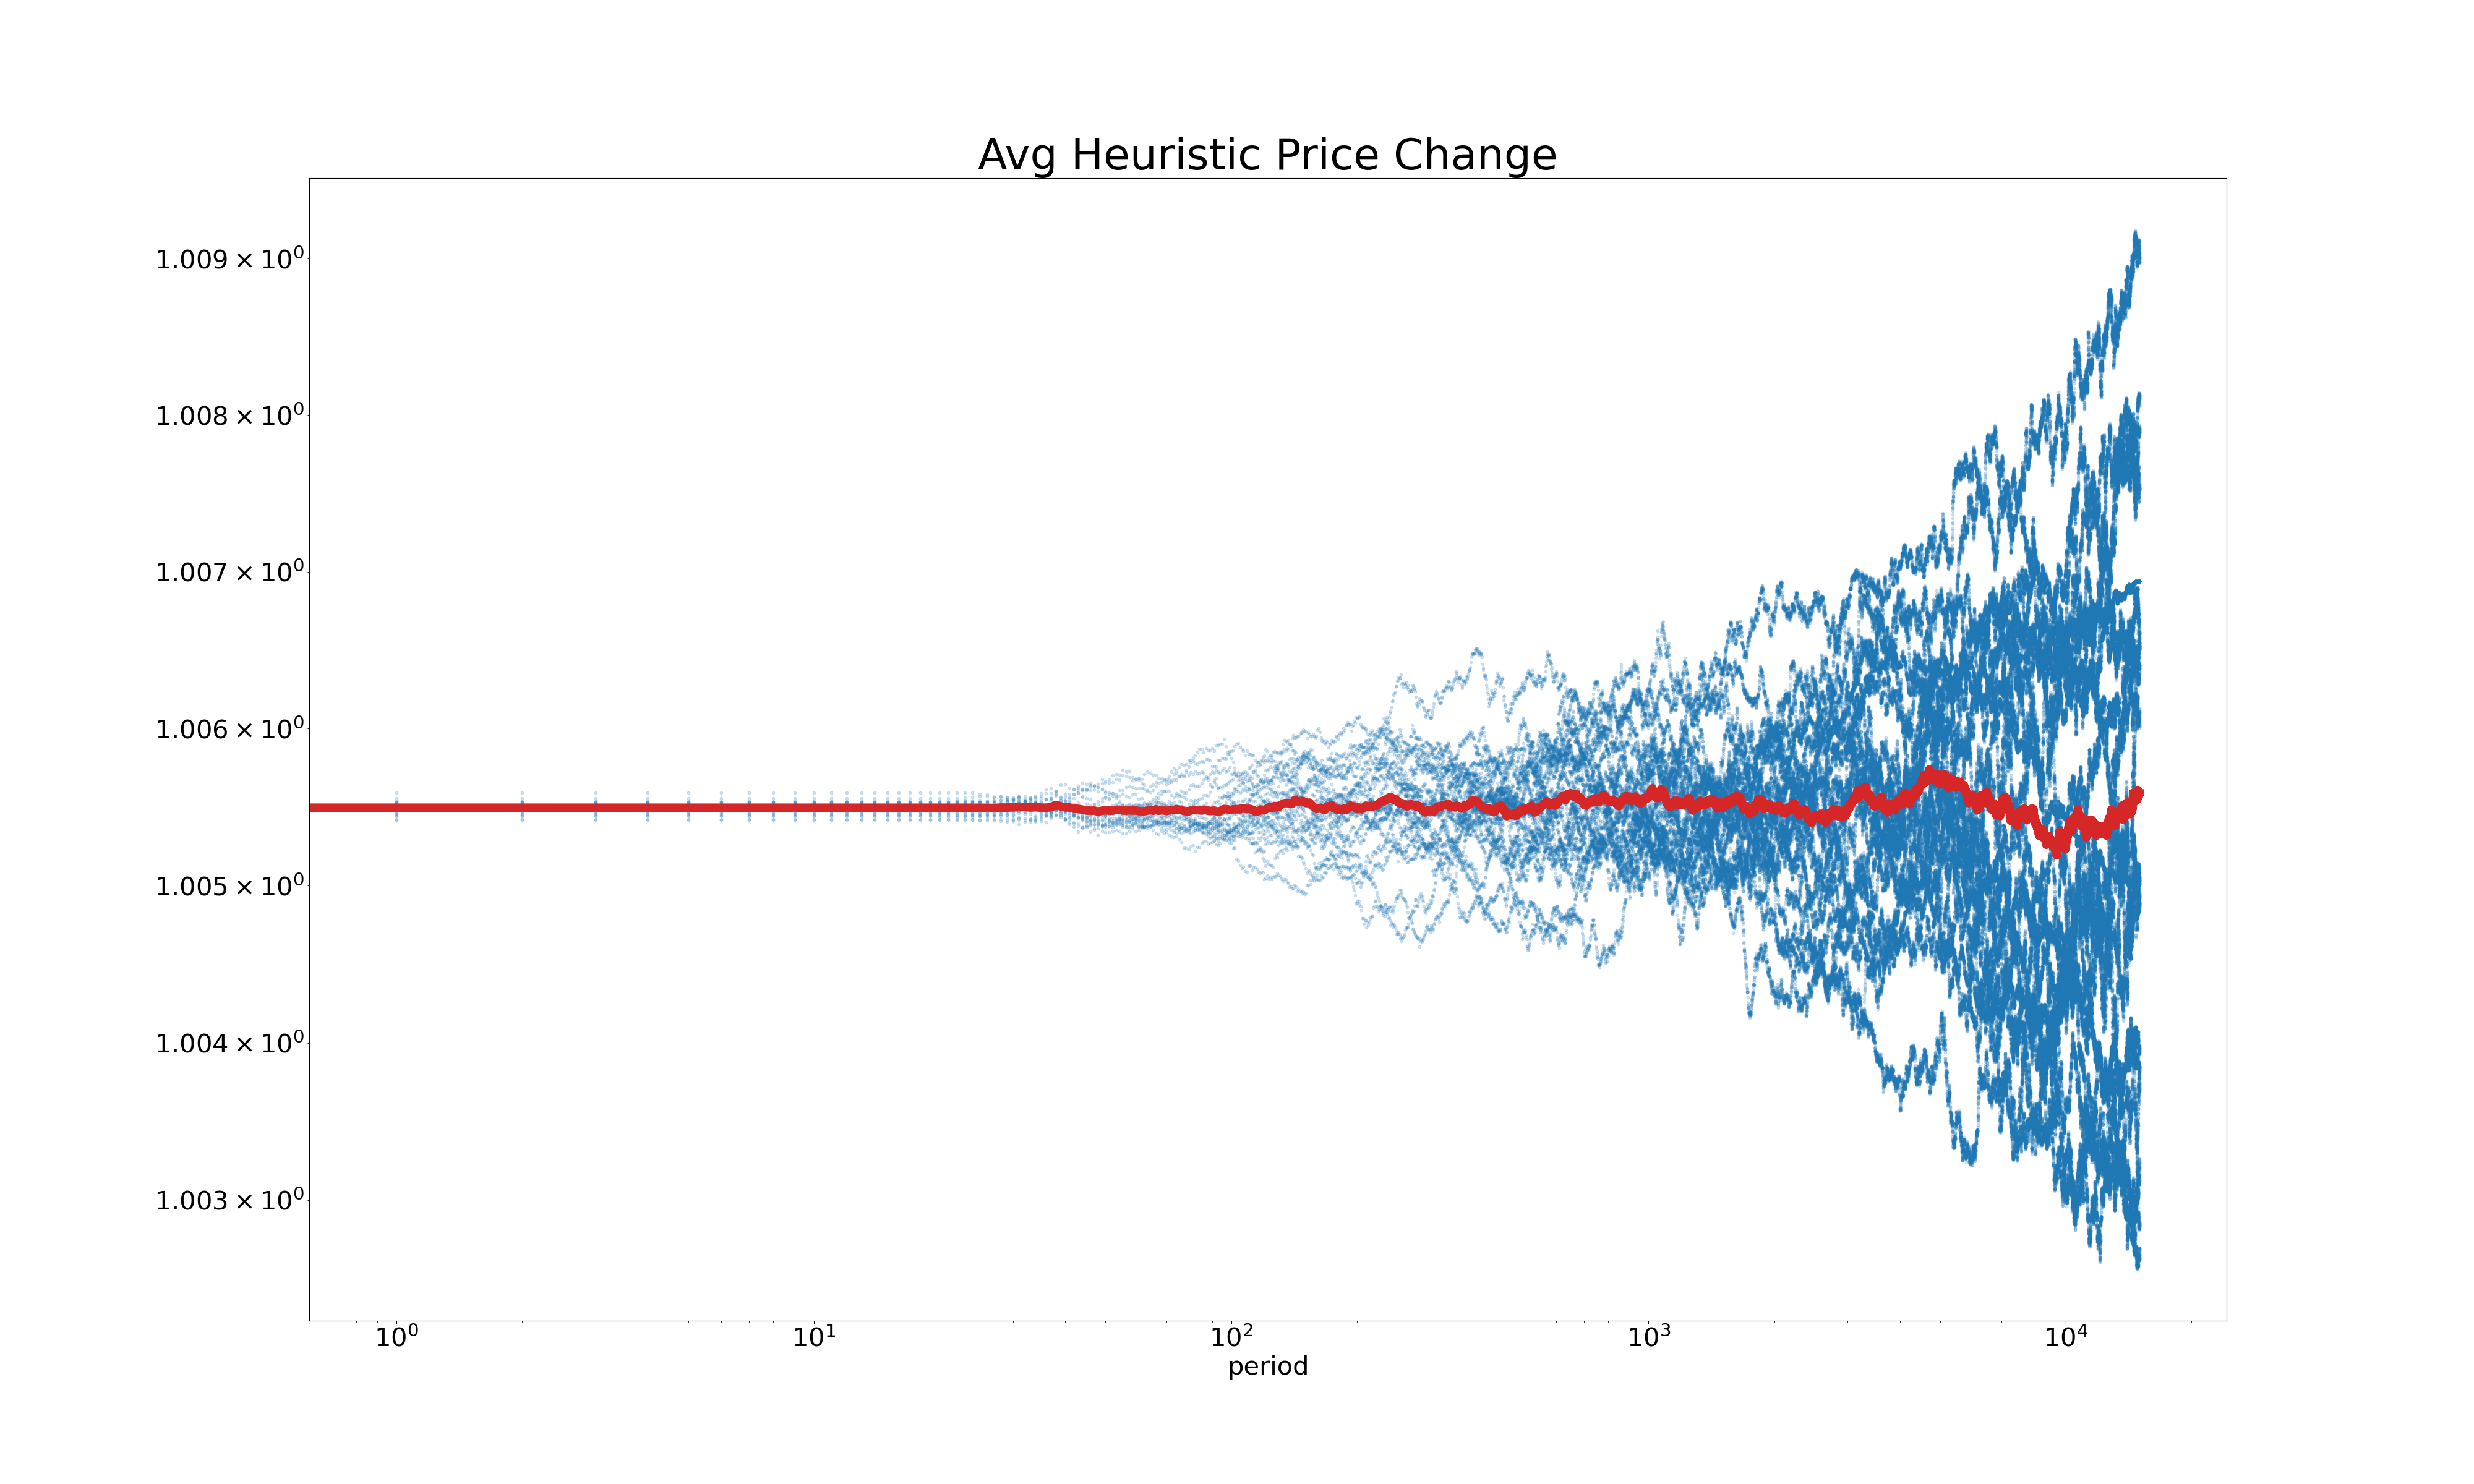 Avg Heuristic Price Change
1.009 × 10⁰
1.008 × 10⁰
1.007 × 10⁰
1.006 × 10⁰
1.005 × 10⁰
1.004 × 10⁰
1.003 × 10⁰
10⁰ 10¹ 10² 10³ 10⁴
period